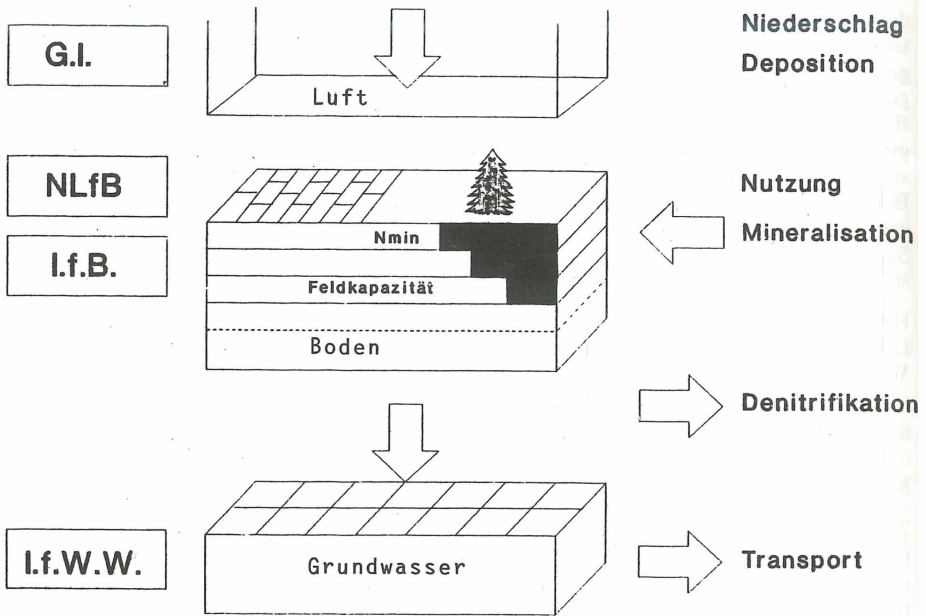 G.I.
Luft
Niederschlag
Deposition
NLfB
I.f.B.
Nmin
Feldkapazität
Boden
Nutzung
Mineralisation
Denitrifikation
I.f.W.W.
Grundwasser
Transport